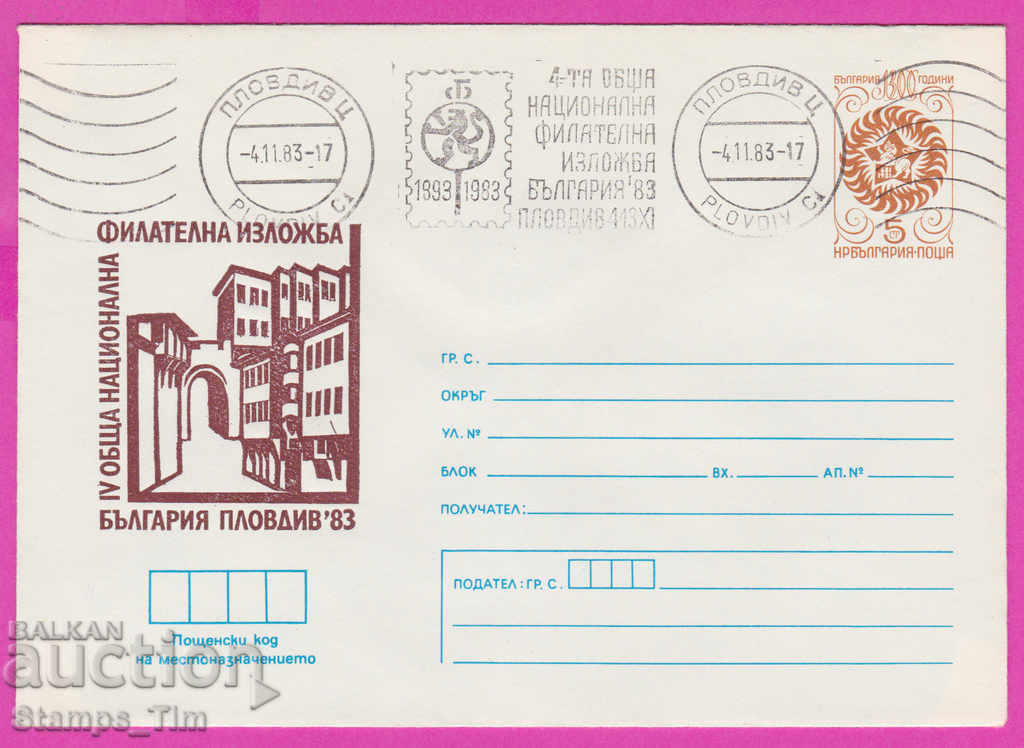 ПЛОВДИВ Ц
-4.11.83-17
PLOVDIV C1
1893 1983
4-ТА ОБЩА
НАЦИОНАЛНА
ФИЛАТЕЛНА
ИЗЛОЖБА
БЪЛГАРИЯ '83
ПЛОВДИВ 4-13 XI
ПЛОВДИВ Ц
-4.11.83-17
PLOVDIV C1
БЪЛГАРИЯ 1300 ГОДИНИ
5
СТ
НРБЪЛГАРИЯ·ПОЩА
IV ОБЩА НАЦИОНАЛНА
ФИЛАТЕЛНА ИЗЛОЖБА
БЪЛГАРИЯ ПЛОВДИВ'83
ГР. С.
ОКРЪГ
УЛ. №
БЛОК ВХ. АП. №
ПОЛУЧАТЕЛ:
ПОДАТЕЛ: ГР. С.
Пощенски код
на местоназначението
BALKAN
auction
Stamps_Tim